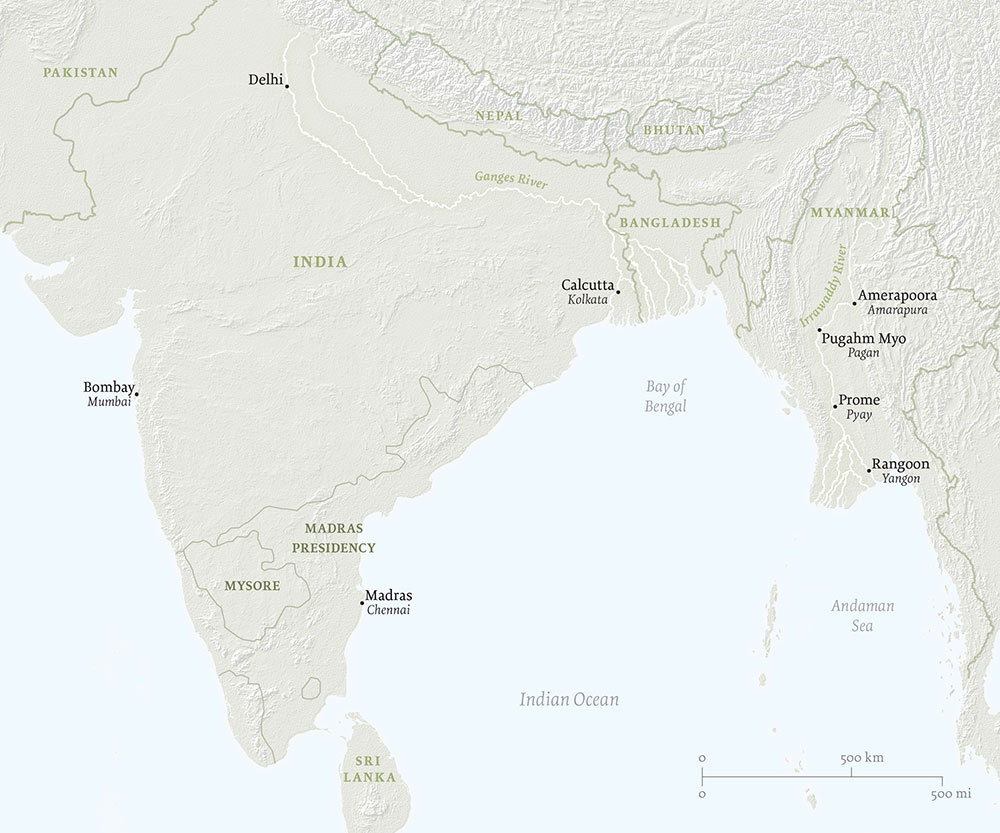 PAKISTAN
Delhi
NEPAL
BHUTAN
Ganges River
BANGLADESH
MYANMAR
INDIA
Irrawaddy River
Calcutta
Kolkata
Amerapoora
Amarapura
Pugahm Myo
Pagan
Bombay
Mumbai
Bay of
Bengal
Prome
Pyay
Rangoon
Yangon
MADRAS
PRESIDENCY
MYSORE
Madras
Chennai
Andaman
Sea
Indian Ocean
SRI
LANKA
0 500 km
0 500 mi